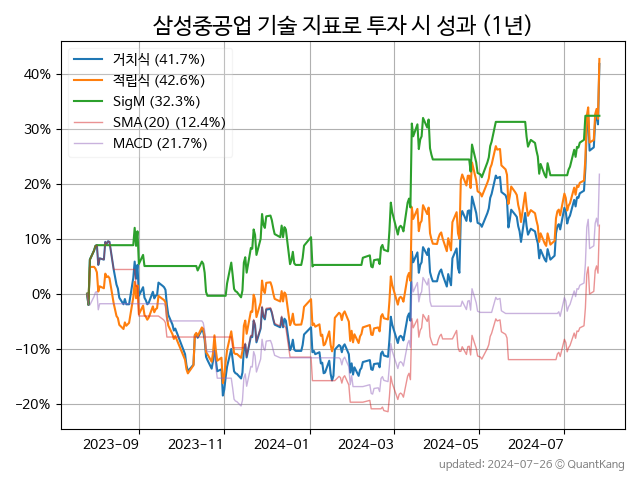 삼성중공업 기술 지표로 투자 시 성과 (1년)
거치식 (41.7%)
적립식 (42.6%)
SigM (32.3%)
SMA(20) (12.4%)
MACD (21.7%)
40%
30%
20%
10%
0%
−10%
−20%
2023-09
2023-11
2024-01
2024-03
2024-05
2024-07
updated: 2024-07-26 © QuantKang